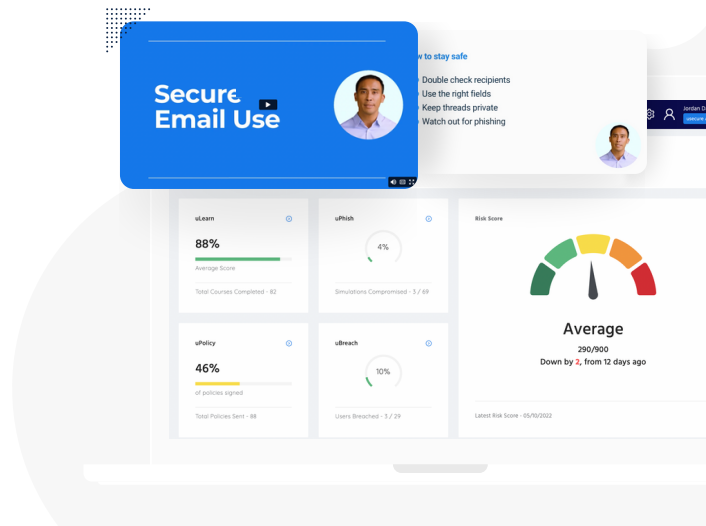 Secure
Email Use
w to stay safe
Double check recipients
Use the right fields
Keep threads private
Watch out for phishing
Jordan D
usecure
uLearn
88%
Average Score
Total Courses Completed - 82
uPhish
4%
Simulations Compromised - 3 / 69
Risk Score
Average
290/900
Down by 2, from 12 days ago
Latest Risk Score - 05/10/2022
uPolicy
46%
of policies signed
Total Policies Sent - 88
uBreach
10%
Users Breached - 3 / 29